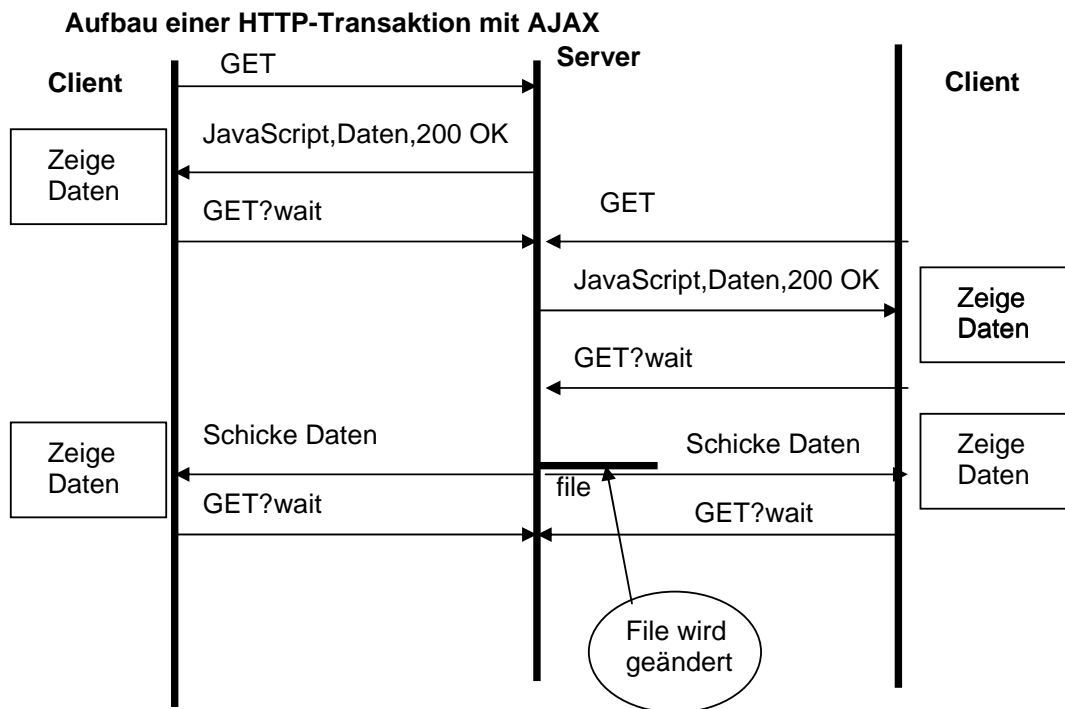 Aufbau einer HTTP-Transaktion mit AJAX
Server
Client
Client
GET
JavaScript,Daten,200 OK
Zeige
Daten
GET?wait
GET
JavaScript,Daten,200 OK
Zeige
Daten
GET?wait
Schicke Daten
Schicke Daten
Zeige
Daten
Zeige
Daten
file
GET?wait
GET?wait
File wird
geändert